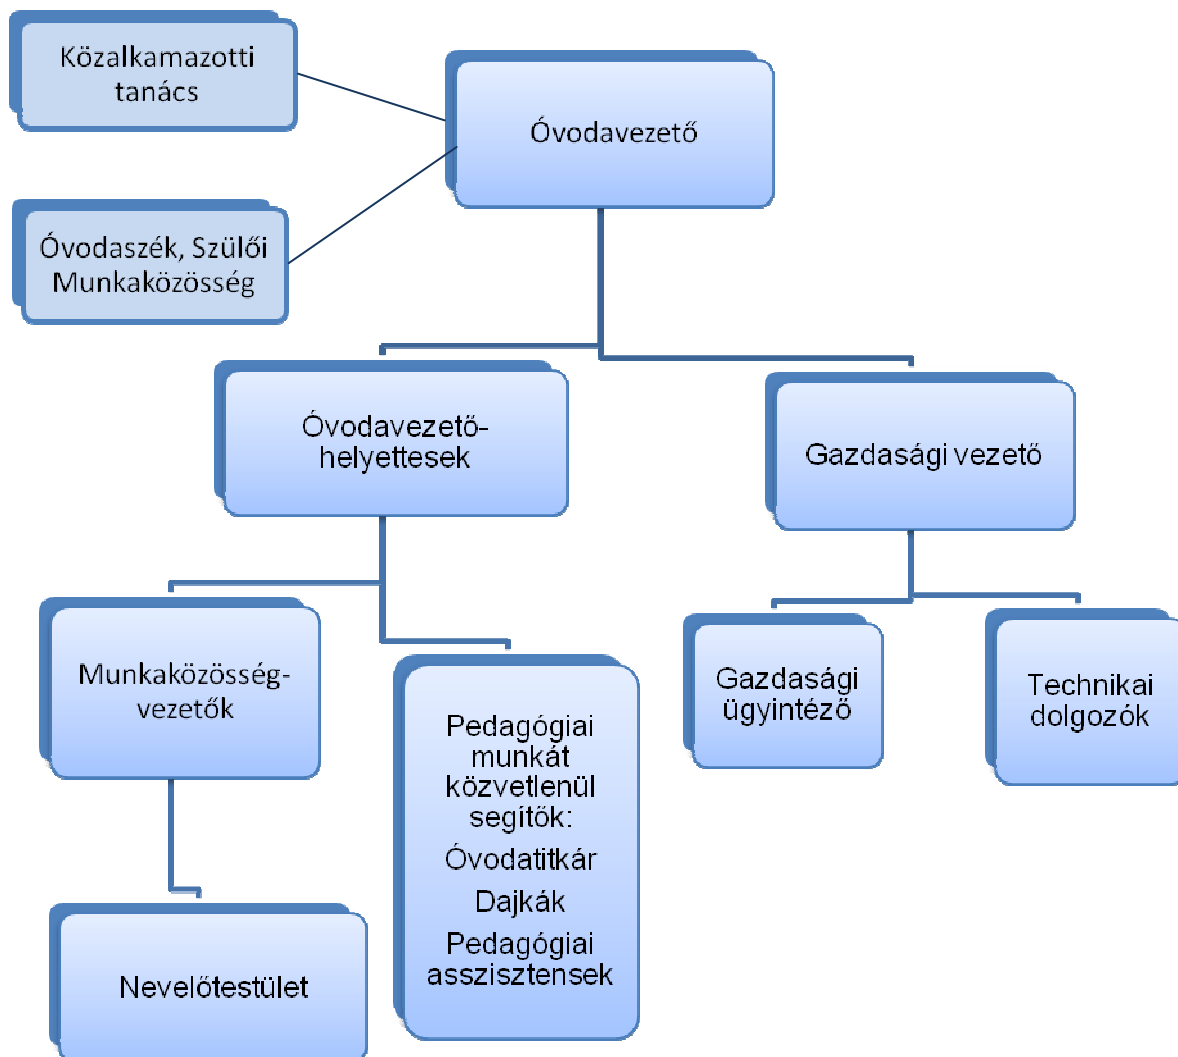 Közalkamazotti
tanács
Óvodavezető
Óvodaszék, Szülői
Munkaközösség
Óvodavezető-
helyettesek
Gazdasági vezető
Munkaközösség-
vezetők
Pedagógiai
munkát
közvetlenül
segítők:
Óvodatitkár
Dajkák
Pedagógiai
asszisztensek
Gazdasági
ügyintéző
Technikai
dolgozók
Nevelőtestület